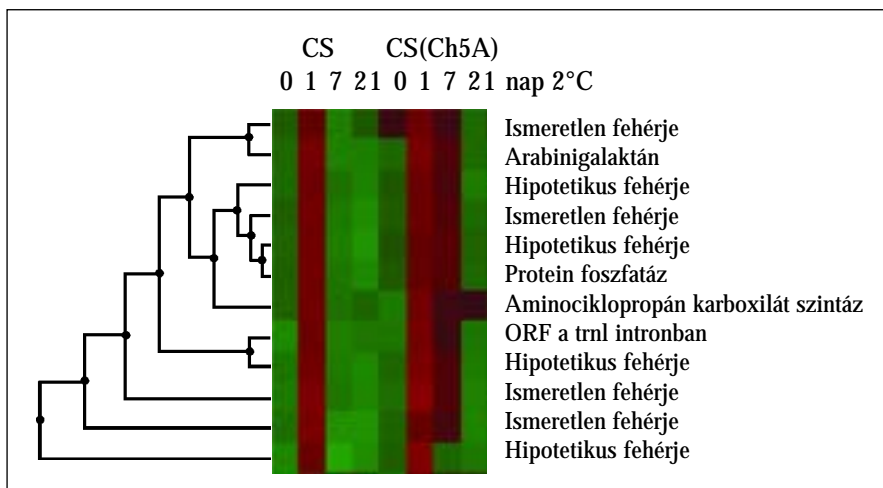 CS CS(Ch5A)
0 1 7 21 0 1 7 21 nap 2°C
Ismeretlen fehérje
Arabinigalaktán
Hipotetikus fehérje
Ismeretlen fehérje
Hipotetikus fehérje
Protein foszfatáz
Aminociklopropán karboxilát szintáz
ORF a trnl intronban
Hipotetikus fehérje
Ismeretlen fehérje
Ismeretlen fehérje
Hipotetikus fehérje